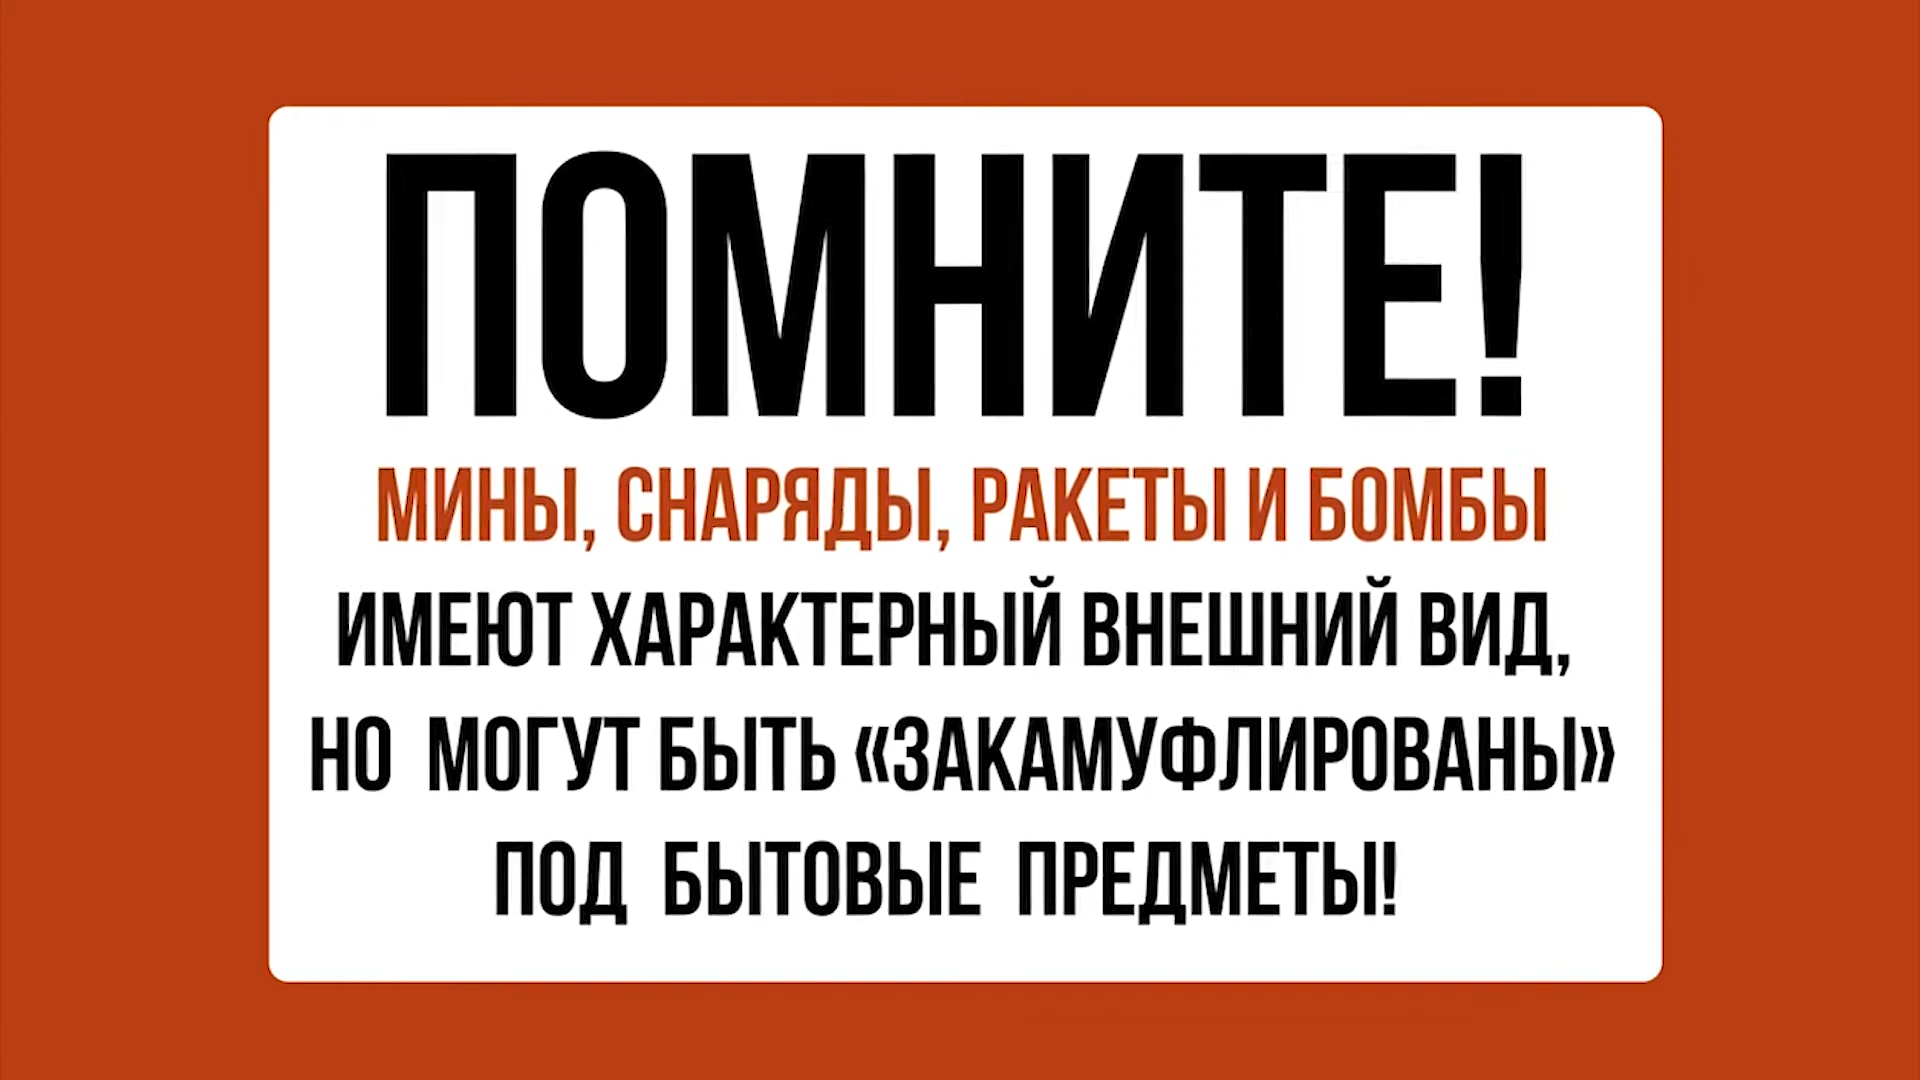 ПОМНИТЕ!
МИНЫ, СНАРЯДЫ, РАКЕТЫ И БОМБЫ
ИМЕЮТ ХАРАКТЕРНЫЙ ВНЕШНИЙ ВИД,
НО МОГУТ БЫТЬ «ЗАКАМУФЛИРОВАНЫ»
ПОД БЫТОВЫЕ ПРЕДМЕТЫ!